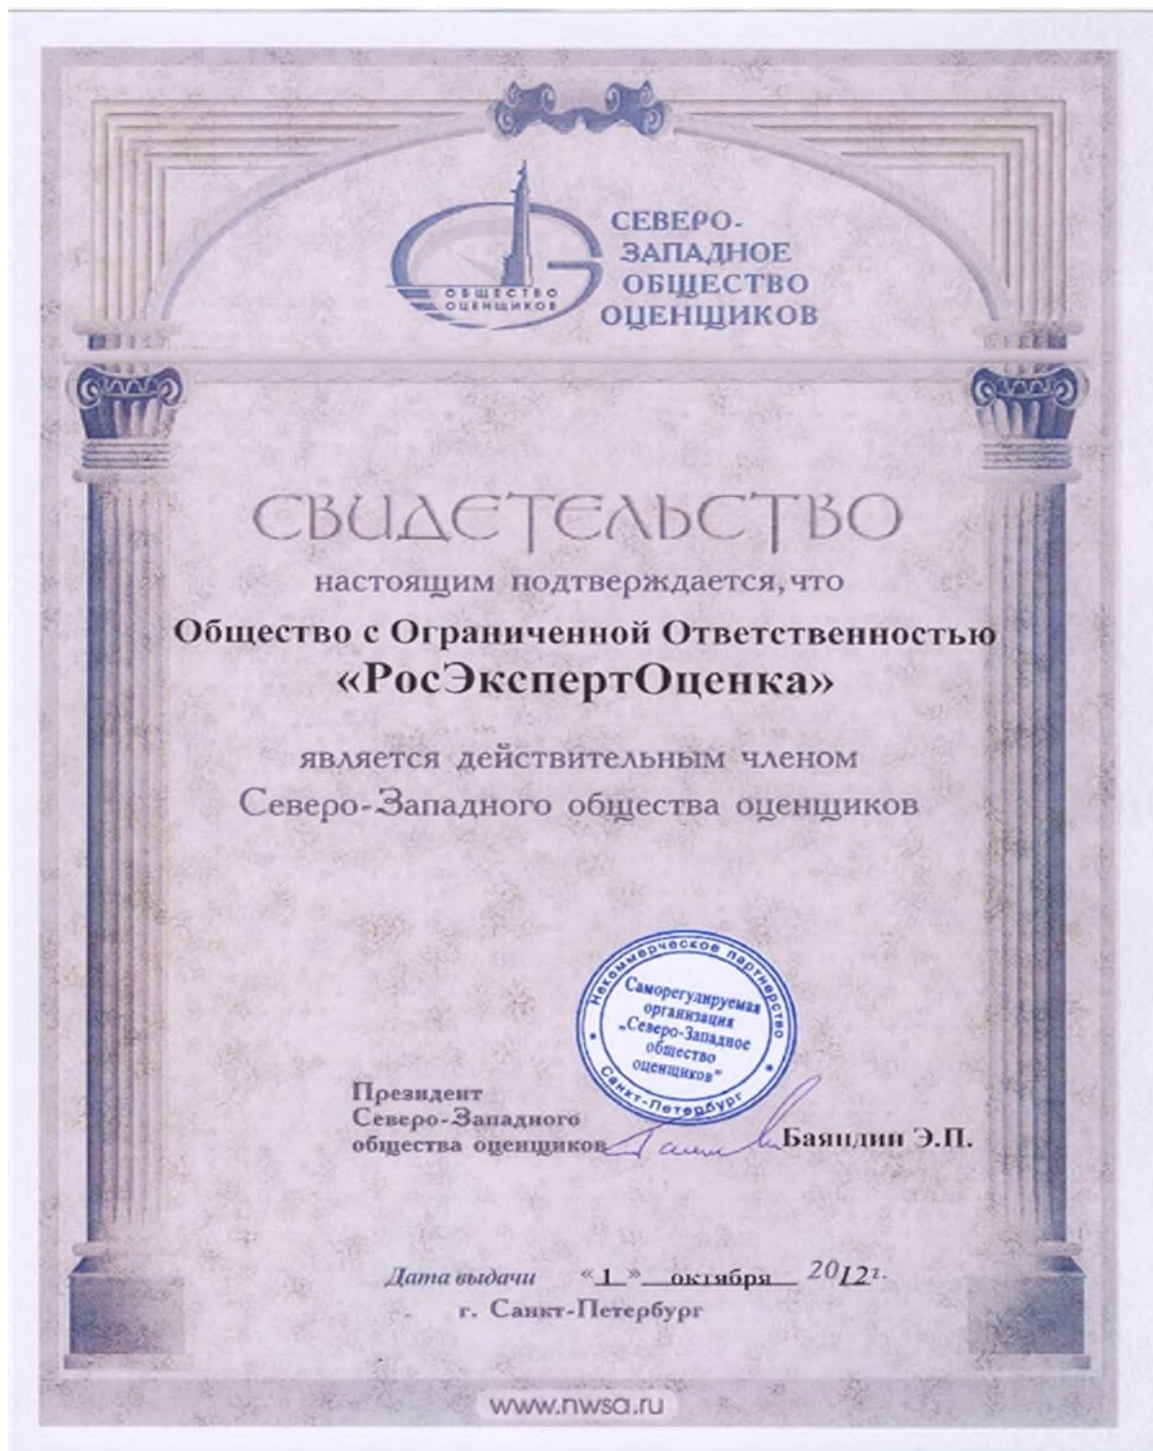 СЕВЕРО-
ЗАПАДНОЕ
ОБЩЕСТВО
ОЦЕНЩИКОВ
ОБЩЕСТВО
ОЦЕНЩИКОВ
СВИДЕТЕЛЬСТВО
настоящим подтверждается, что
Общество с Ограниченной Ответственностью
«РосЭкспертОценка»
является действительным членом
Северо-Западного общества оценщиков
Некоммерческое партнерство
Саморегулируемая
организация
„Северо-Западное
общество
оценщиков"
* Санкт-Петербург *
Президент
Северо-Западного
общества оценщиков
Баяндин Э.П.
Дата выдачи « 1 » октября 2012г.
г. Санкт-Петербург
www.nwsa.ru